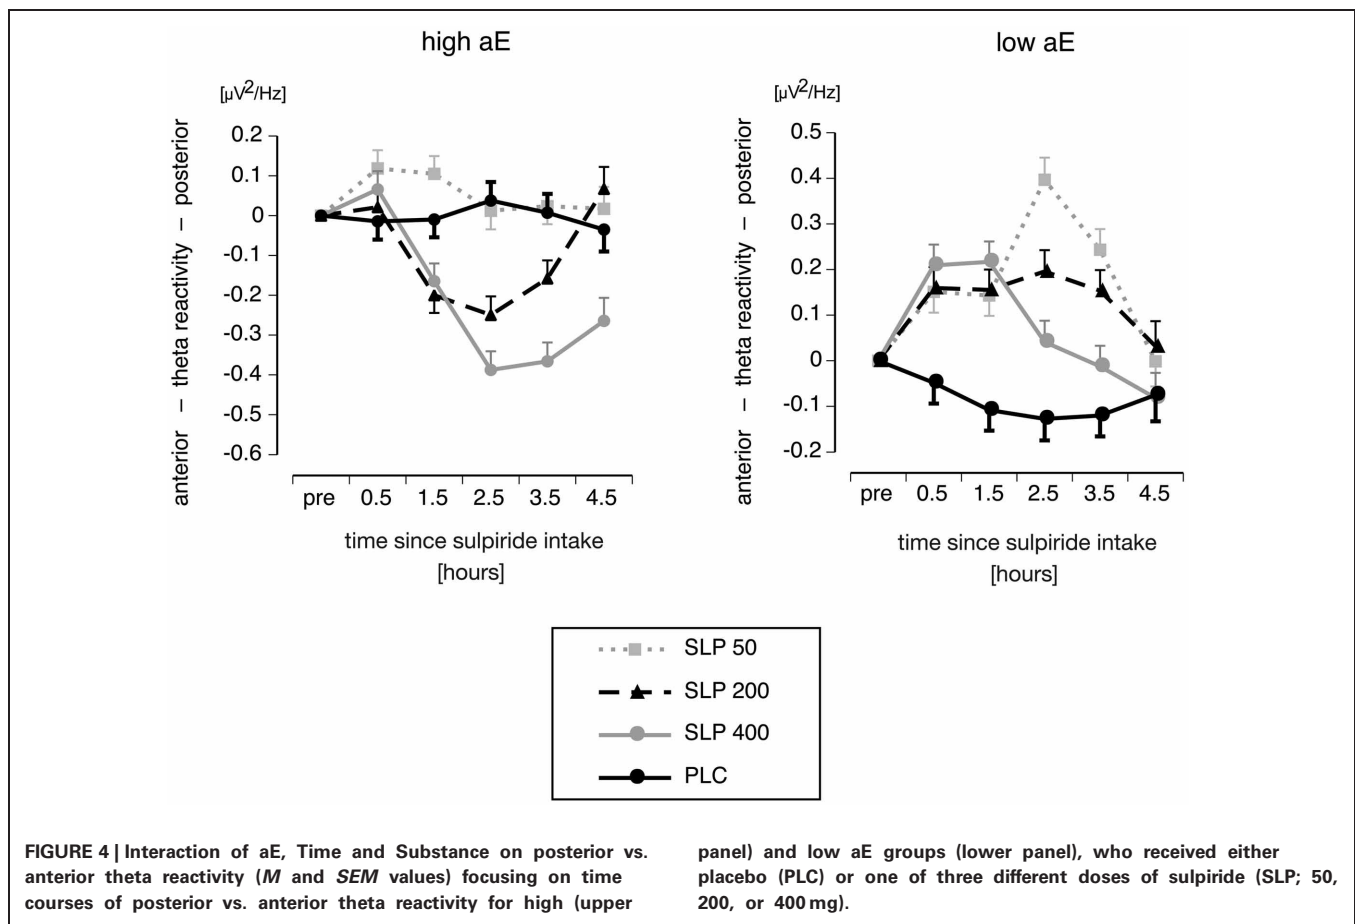 high aE
[µV2/Hz]
anterior – theta reactivity – posterior
0.2
0.1
0
-0.1
-0.2
-0.3
-0.4
-0.5
-0.6
pre 0.5 1.5 2.5 3.5 4.5
time since sulpiride intake
[hours]
low aE
[µV2/Hz]
anterior – theta reactivity – posterior
0.5
0.4
0.3
0.2
0.1
0
-0.1
-0.2
pre 0.5 1.5 2.5 3.5 4.5
time since sulpiride intake
[hours]
SLP 50
SLP 200
SLP 400
PLC
FIGURE 4 | Interaction of aE, Time and Substance on posterior vs.
anterior theta reactivity (M and SEM values) focusing on time
courses of posterior vs. anterior theta reactivity for high (upper
panel) and low aE groups (lower panel), who received either
placebo (PLC) or one of three different doses of sulpiride (SLP; 50,
200, or 400 mg).